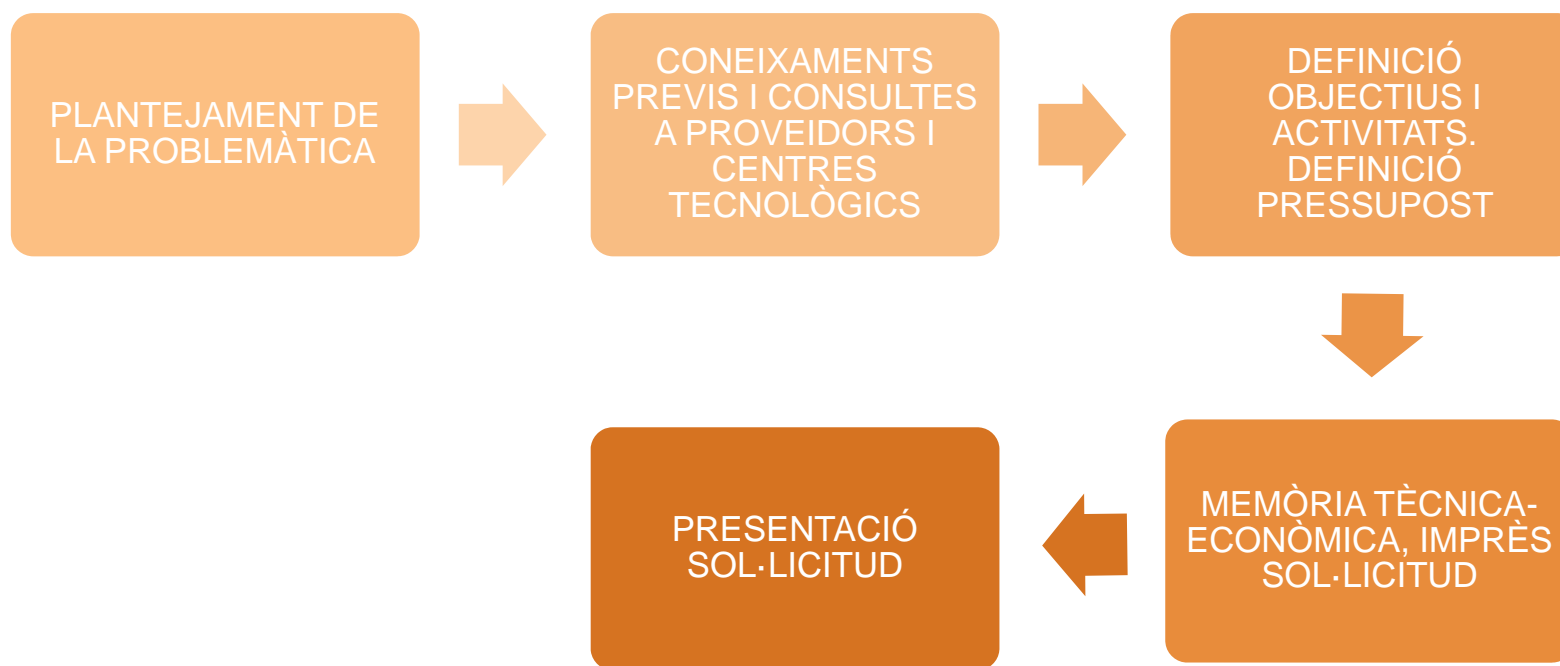 PLANTEJAMENT DE
LA PROBLEMÀTICA
CONEIXAMENTS
PREVIS I CONSULTES
A PROVEIDORS I
CENTRES
TECNOLÒGICS
DEFINICIÓ
OBJECTIUS I
ACTIVITATS.
DEFINICIÓ
PRESSUPOST
MEMÒRIA TÈCNICA-
ECONÒMICA, IMPRÈS
SOL·LICITUD
PRESENTACIÓ
SOL·LICITUD